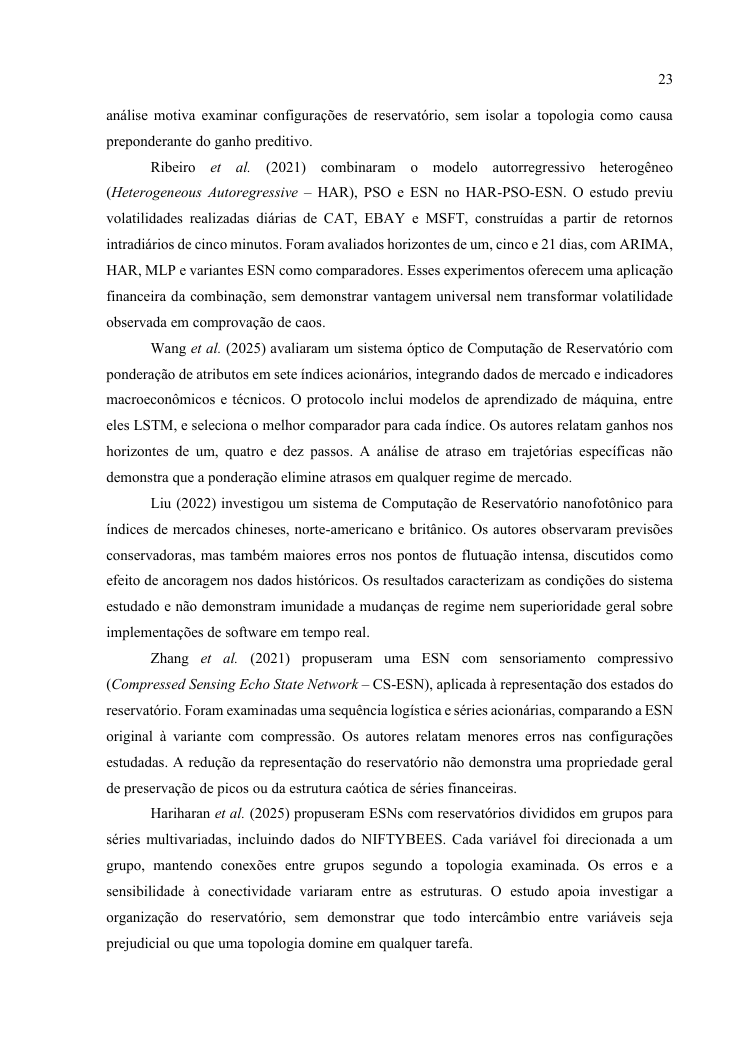 23
análise motiva examinar configurações de reservatório, sem isolar a topologia como causa
preponderante do ganho preditivo.
Ribeiro et al. (2021) combinaram o modelo autorregressivo heterogêneo
(Heterogeneous Autoregressive – HAR), PSO e ESN no HAR-PSO-ESN. O estudo previu
volatilidades realizadas diárias de CAT, EBAY e MSFT, construídas a partir de retornos
intradiários de cinco minutos. Foram avaliados horizontes de um, cinco e 21 dias, com ARIMA,
HAR, MLP e variantes ESN como comparadores. Esses experimentos oferecem uma aplicação
financeira da combinação, sem demonstrar vantagem universal nem transformar volatilidade
observada em comprovação de caos.
Wang et al. (2025) avaliaram um sistema óptico de Computação de Reservatório com
ponderação de atributos em sete índices acionários, integrando dados de mercado e indicadores
macroeconômicos e técnicos. O protocolo inclui modelos de aprendizado de máquina, entre
eles LSTM, e seleciona o melhor comparador para cada índice. Os autores relatam ganhos nos
horizontes de um, quatro e dez passos. A análise de atraso em trajetórias específicas não
demonstra que a ponderação elimine atrasos em qualquer regime de mercado.
Liu (2022) investigou um sistema de Computação de Reservatório nanofotônico para
índices de mercados chineses, norte-americano e britânico. Os autores observaram previsões
conservadoras, mas também maiores erros nos pontos de flutuação intensa, discutidos como
efeito de ancoragem nos dados históricos. Os resultados caracterizam as condições do sistema
estudado e não demonstram imunidade a mudanças de regime nem superioridade geral sobre
implementações de software em tempo real.
Zhang et al. (2021) propuseram uma ESN com sensoriamento compressivo
(Compressed Sensing Echo State Network – CS-ESN), aplicada à representação dos estados do
reservatório. Foram examinadas uma sequência logística e séries acionárias, comparando a ESN
original à variante com compressão. Os autores relatam menores erros nas configurações
estudadas. A redução da representação do reservatório não demonstra uma propriedade geral
de preservação de picos ou da estrutura caótica de séries financeiras.
Hariharan et al. (2025) propuseram ESNs com reservatórios divididos em grupos para
séries multivariadas, incluindo dados do NIFTYBEES. Cada variável foi direcionada a um
grupo, mantendo conexões entre grupos segundo a topologia examinada. Os erros e a
sensibilidade à conectividade variaram entre as estruturas. O estudo apoia investigar a
organização do reservatório, sem demonstrar que todo intercâmbio entre variáveis seja
prejudicial ou que uma topologia domine em qualquer tarefa.